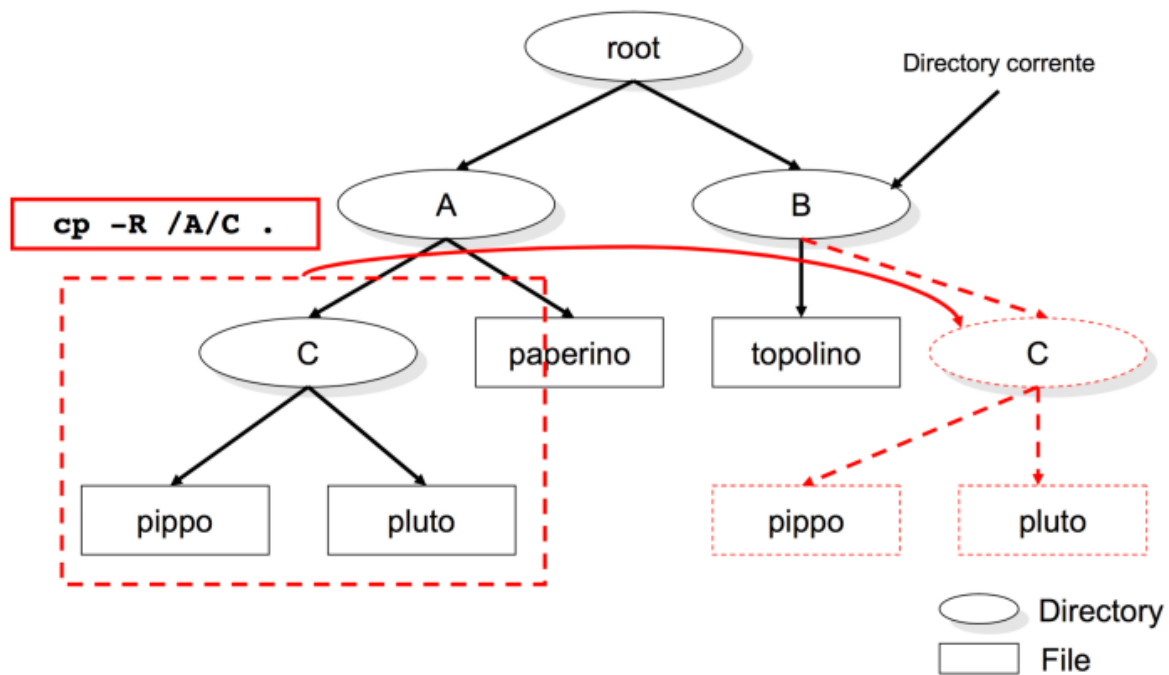 root
Directory corrente
A
B
cp –R /A/C .
C
paperino
topolino
C
pippo
pluto
pippo
pluto
Directory
File